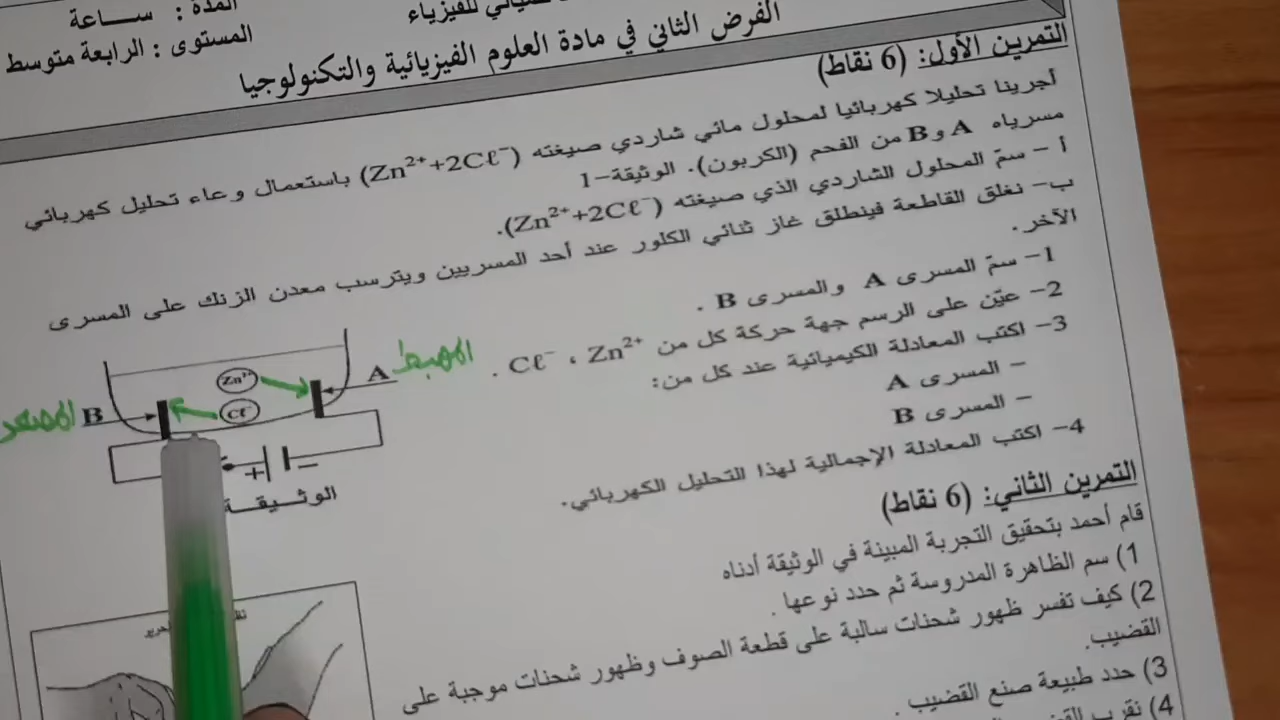 المدة : ســـاعة
للفيزياء
المستوى : الرابعة متوسط
الفرض الثاني في مادة العلوم الفيزيائية والتكنولوجيا
التمرين الأول: (6 نقاط)
أجرينا تحليلا كهربائيا لمحلول مائي شاردي صيغته (Zn²⁺+2Cℓ⁻) باستعمال وعاء تحليل كهربائي
مسرياه A و B من الفحم (الكربون). الوثيقة-1
أ – سمّ المحلول الشاردي الذي صيغته (Zn²⁺+2Cℓ⁻).
ب– نغلق القاطعة فينطلق غاز ثنائي الكلور عند أحد المسريين ويترسب معدن الزنك على المسرى
الآخر.
1– سمّ المسرى A والمسرى B .
2– عيّن على الرسم جهة حركة كل من Zn²⁺ ، Cℓ⁻ .
3– اكتب المعادلة الكيميائية عند كل من:
– المسرى A
– المسرى B
4– اكتب المعادلة الإجمالية لهذا التحليل الكهربائي.
المهبط
A
Zn²⁺
Cℓ⁻
B
المصعد
+ –
الوثـيـقـــة
التمرين الثاني: (6 نقاط)
قام أحمد بتحقيق التجربة المبينة في الوثيقة أدناه
1) سم الظاهرة المدروسة ثم حدد نوعها .
2) كيف تفسر ظهور شحنات سالبة على قطعة الصوف وظهور شحنات موجبة على
القضيب.
3) حدد طبيعة صنع القضيب .
4) نقرب